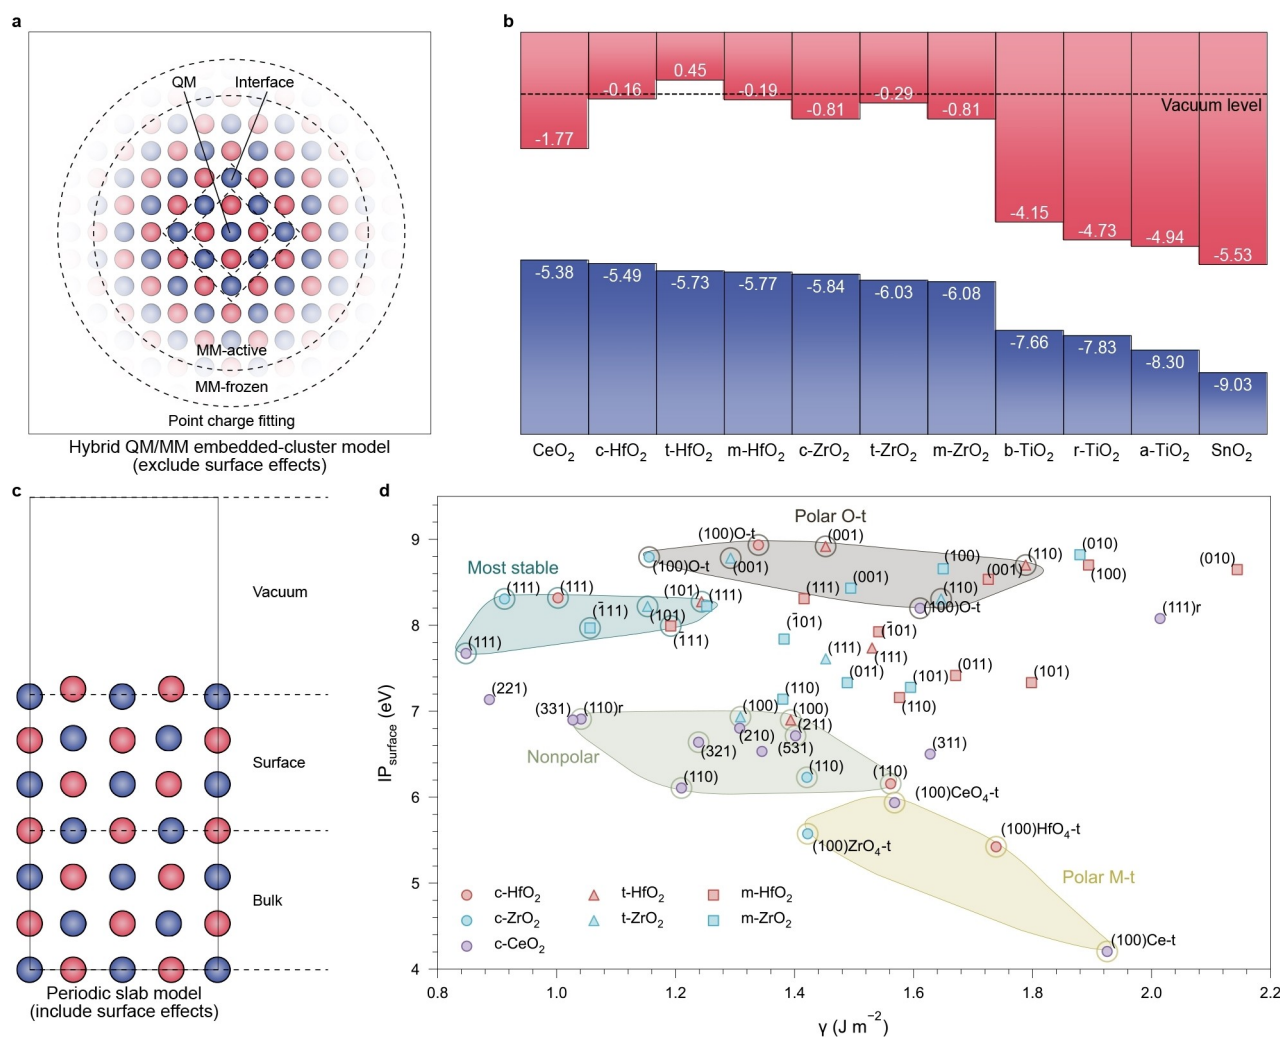 a
QM
Interface
MM-active
MM-frozen
Point charge fitting
Hybrid QM/MM embedded-cluster model
(exclude surface effects)
b
0.45
-0.16
-0.19
-0.29
-0.81
-0.81
Vacuum level
-1.77
-4.15
-4.73
-4.94
-5.53
-5.38
-5.49
-5.73
-5.77
-5.84
-6.03
-6.08
-7.66
-7.83
-8.30
-9.03
CeO₂ c-HfO₂ t-HfO₂ m-HfO₂ c-ZrO₂ t-ZrO₂ m-ZrO₂ b-TiO₂ r-TiO₂ a-TiO₂ SnO₂
c
Vacuum
Surface
Bulk
Periodic slab model
(include surface effects)
d
IPsurface (eV)
9
8
7
6
5
4
Polar O-t
(100)O-t
(001)
(100)O-t
(001)
(100)
(001)
(110)
(010)
(100)
(010)
(110)
(100)O-t
(001)
(111)
Most stable
(111)
(111)
(101)
(111)
(1̄11)
(101)
(1̄11)
(111)
(1̄01)
(1̄01)
(111)
(111)
(111)r
(011)
(101)
(011)
(101)
(110)
(110)
(221)
(331)
(110)r
(100)
(100)
(210)
(211)
(321)
(531)
(311)
Nonpolar
(110)
(110)
(110)
(100)CeO₄-t
(100)ZrO₄-t
(100)HfO₄-t
Polar M-t
(100)Ce-t
c-HfO₂ t-HfO₂ m-HfO₂
c-ZrO₂ t-ZrO₂ m-ZrO₂
c-CeO₂
0.8 1.0 1.2 1.4 1.6 1.8 2.0 2.2
γ (J m⁻²)